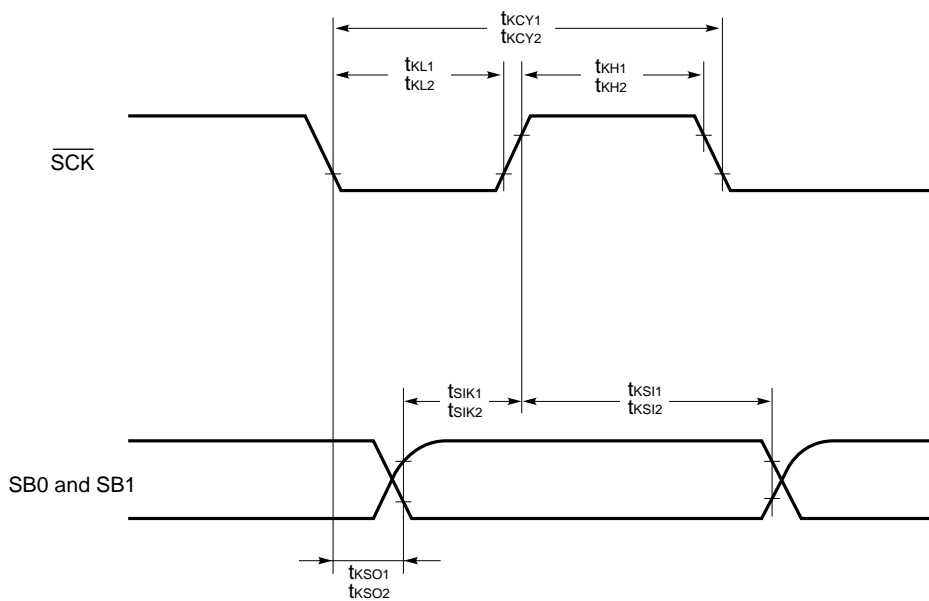 tKCY1
tKCY2
tKL1
tKL2
tKH1
tKH2
SCK
tSIK1
tSIK2
tKSI1
tKSI2
SB0 and SB1
tKSO1
tKSO2